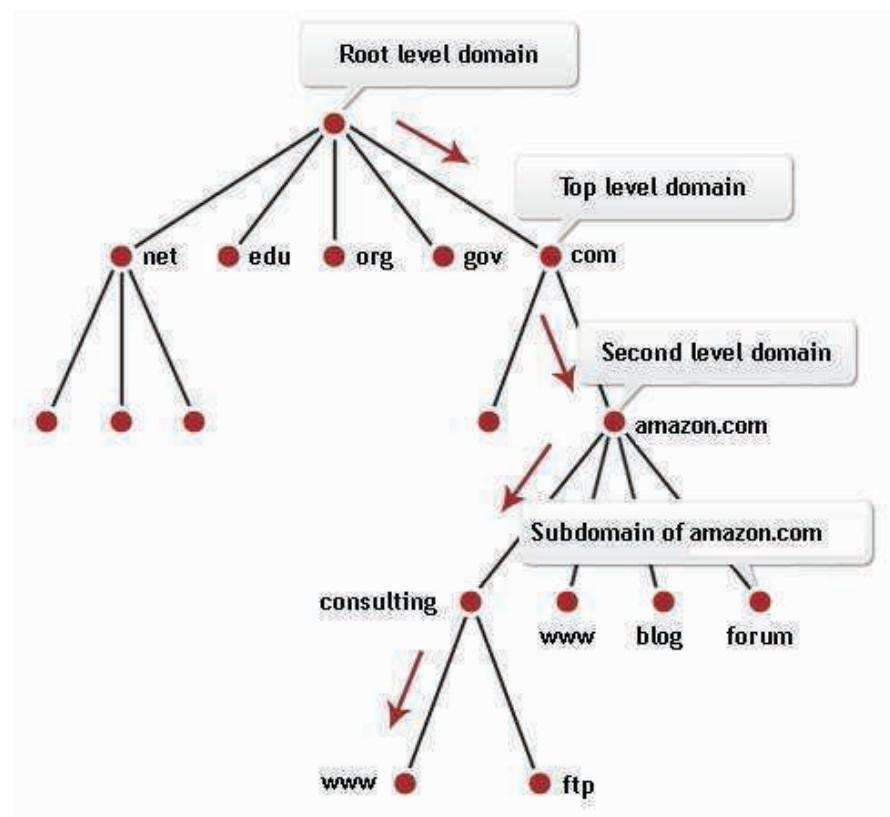 Root level domain
Top level domain
net
edu
org
gov
com
Second level domain
amazon.com
Subdomain of amazon.com
consulting
www
blog
forum
www
ftp